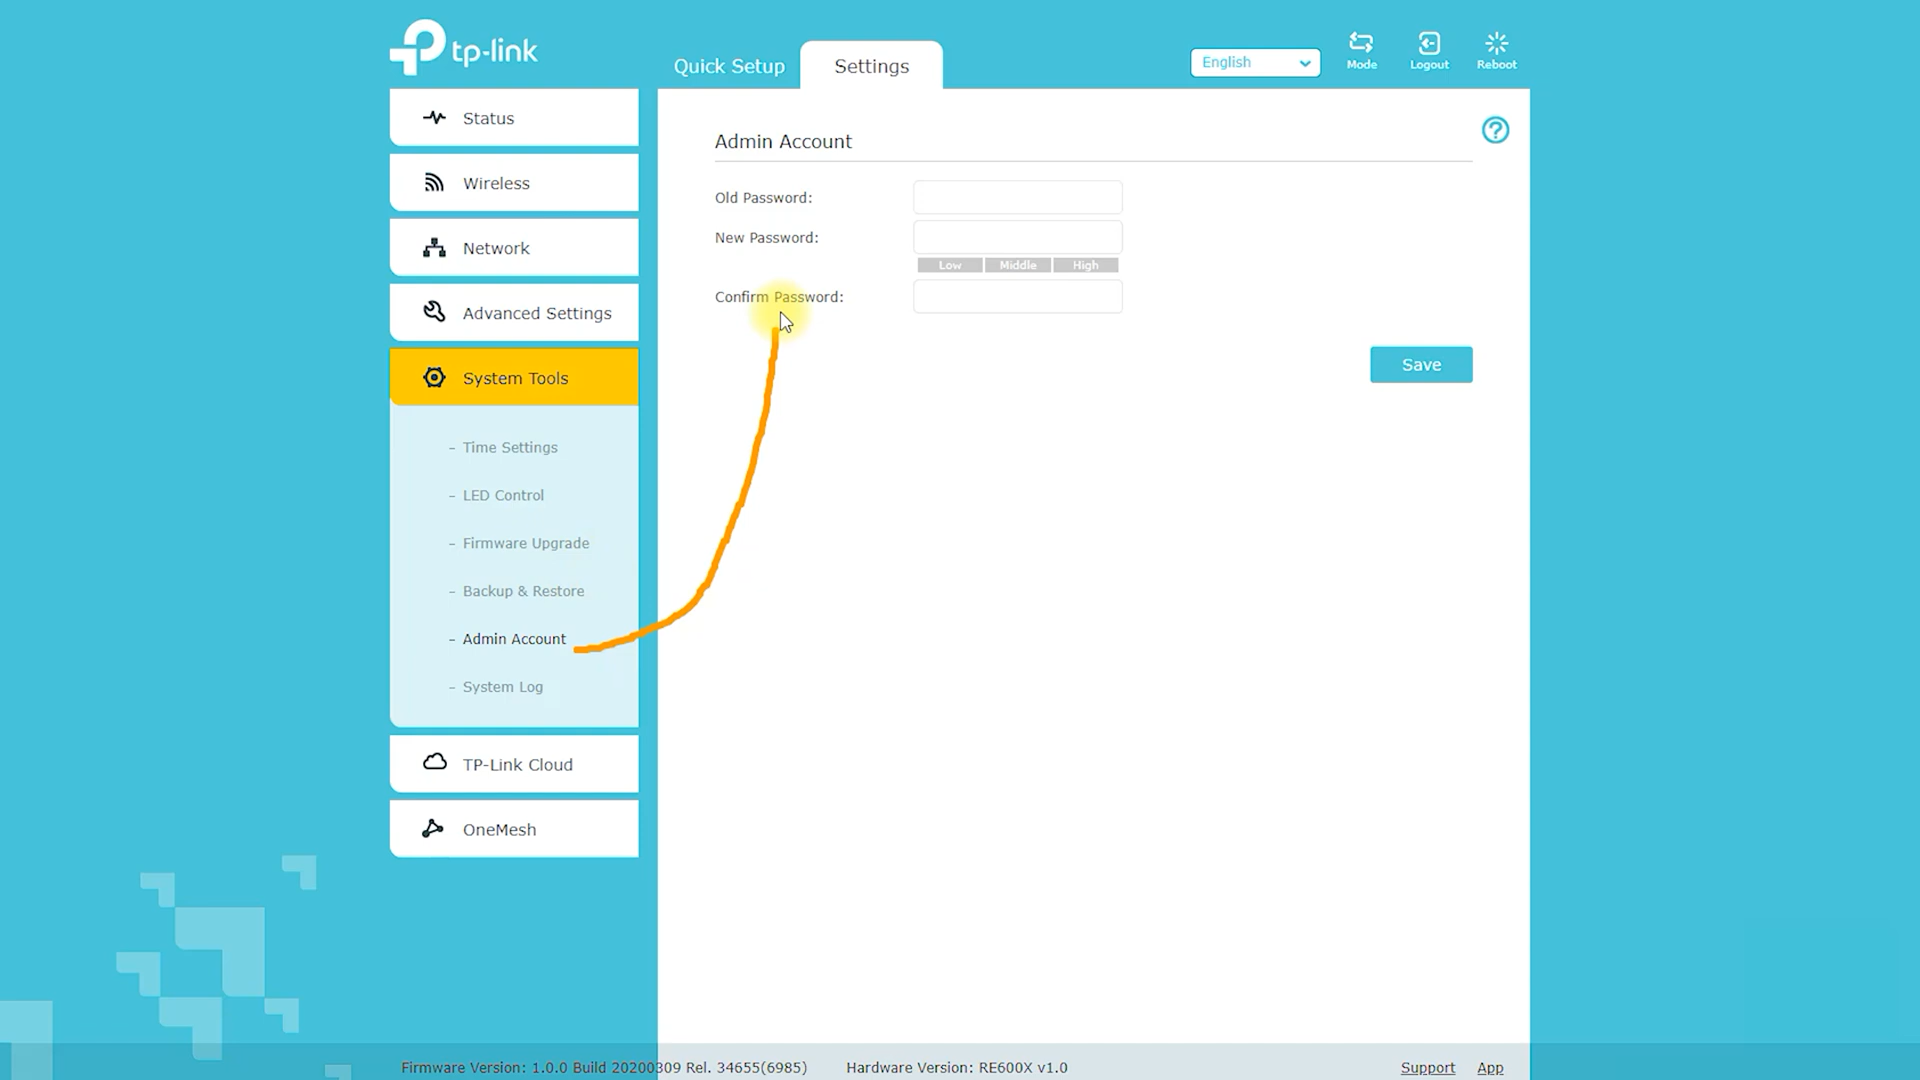 tp-link
Quick Setup
Settings
English
Mode
Logout
Reboot
Status
Wireless
Network
Advanced Settings
System Tools
- Time Settings
- LED Control
- Firmware Upgrade
- Backup & Restore
- Admin Account
- System Log
TP-Link Cloud
OneMesh
Admin Account
Old Password:
New Password:
Low Middle High
Confirm Password:
Save
Firmware Version: 1.0.0 Build 20200309 Rel. 34655(6985) Hardware Version: RE600X v1.0
Support App